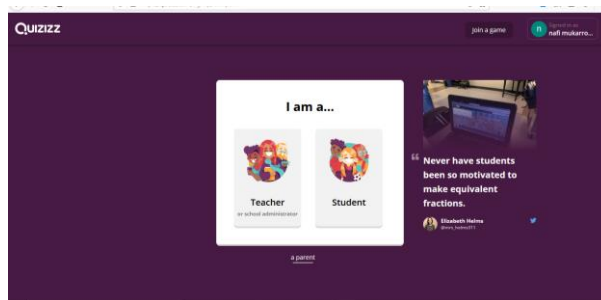 QUIZIZZ
Join a game
n
Signed in as
nafi mukarro...
I am a...
Teacher
or school administrator
Student
a parent
“ Never have students
been so motivated to
make equivalent
fractions.
Elizabeth Helms